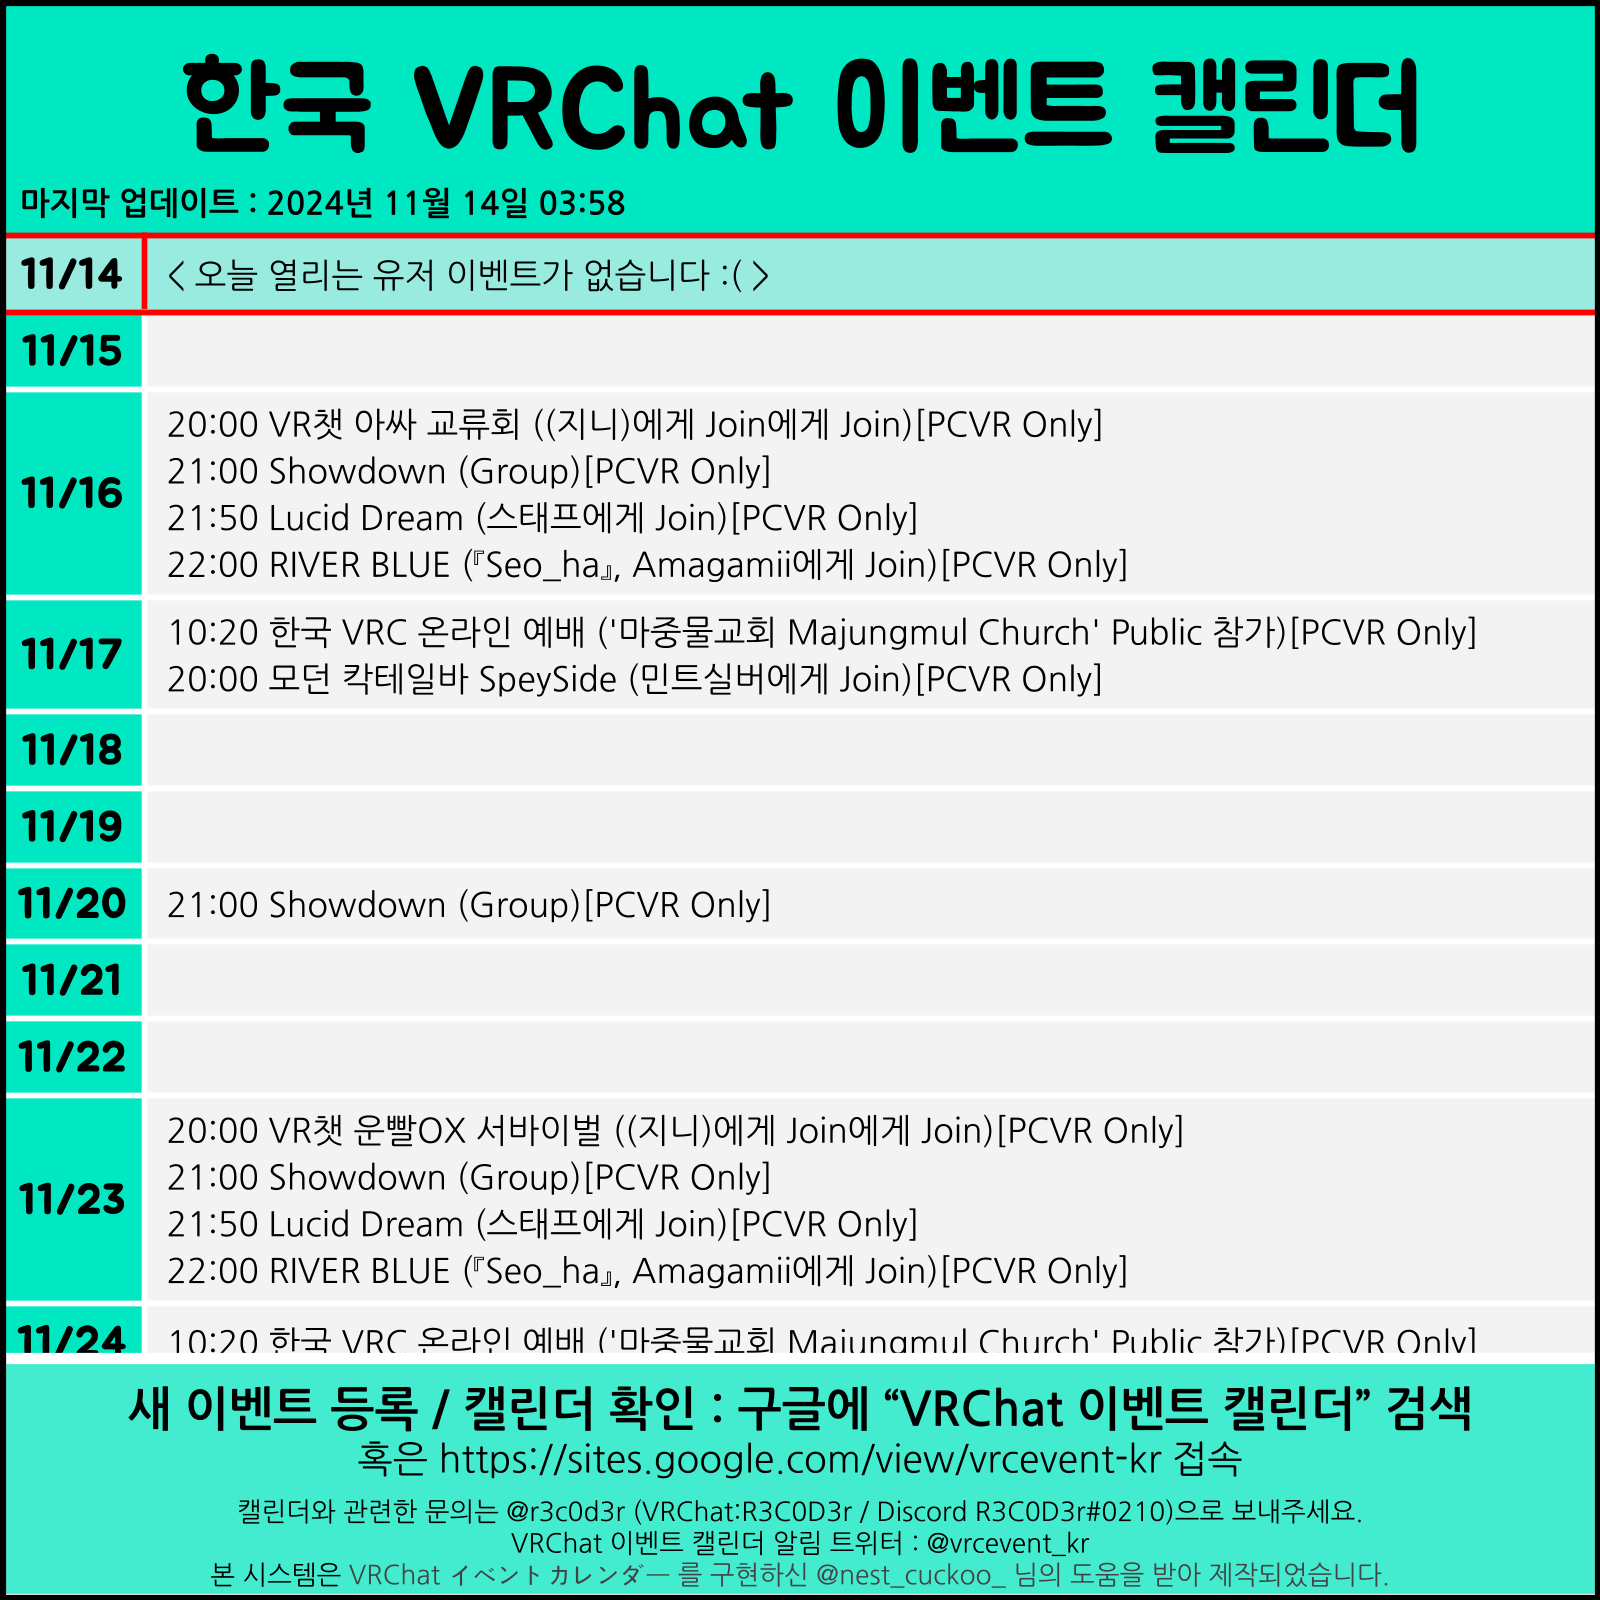 한국 VRChat 이벤트 캘린더
마지막 업데이트 : 2024년 11월 14일 03:58
11/14 < 오늘 열리는 유저 이벤트가 없습니다 :( >
11/15
11/16
20:00 VR챗 아싸 교류회 ((지니)에게 Join에게 Join)[PCVR Only]
21:00 Showdown (Group)[PCVR Only]
21:50 Lucid Dream (스태프에게 Join)[PCVR Only]
22:00 RIVER BLUE (『Seo_ha』, Amagamii에게 Join)[PCVR Only]
11/17
10:20 한국 VRC 온라인 예배 ('마중물교회 Majungmul Church' Public 참가)[PCVR Only]
20:00 모던 칵테일바 SpeySide (민트실버에게 Join)[PCVR Only]
11/18
11/19
11/20 21:00 Showdown (Group)[PCVR Only]
11/21
11/22
11/23
20:00 VR챗 운빨OX 서바이벌 ((지니)에게 Join에게 Join)[PCVR Only]
21:00 Showdown (Group)[PCVR Only]
21:50 Lucid Dream (스태프에게 Join)[PCVR Only]
22:00 RIVER BLUE (『Seo_ha』, Amagamii에게 Join)[PCVR Only]
11/24 10:20 한국 VRC 온라인 예배 ('마중물교회 Majungmul Church' Public 참가)[PCVR Only]
새 이벤트 등록 / 캘린더 확인 : 구글에 “VRChat 이벤트 캘린더” 검색
혹은 https://sites.google.com/view/vrcevent-kr 접속
캘린더와 관련한 문의는 @r3c0d3r (VRChat:R3C0D3r / Discord R3C0D3r#0210)으로 보내주세요.
VRChat 이벤트 캘린더 알림 트위터 : @vrcevent_kr
본 시스템은 VRChat イベントカレンダー 를 구현하신 @nest_cuckoo_ 님의 도움을 받아 제작되었습니다.